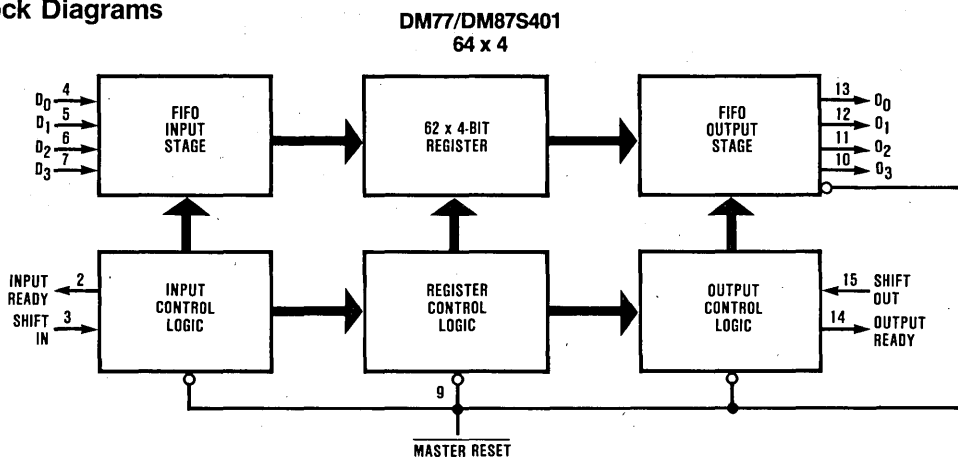 ck Diagrams
DM77/DM87S401
64 x 4
D0 4
D1 5
D2 6
D3 7
FIFO
INPUT
STAGE
62 x 4-BIT
REGISTER
FIFO
OUTPUT
STAGE
13 O0
12 O1
11 O2
10 O3
INPUT
READY
2
SHIFT
IN
3
INPUT
CONTROL
LOGIC
REGISTER
CONTROL
LOGIC
OUTPUT
CONTROL
LOGIC
15 SHIFT
OUT
14 OUTPUT
READY
9
MASTER RESET